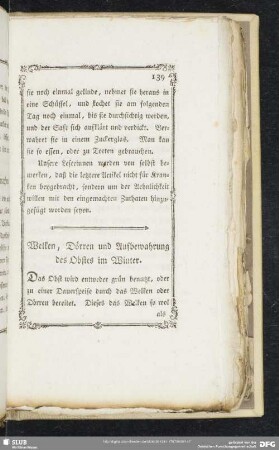 139
sie noch einmal gelinde, nehmet sie heraus in
eine Schüssel, und kochet sie am folgenden
Tag noch einmal, bis sie durchsichtig werden,
und der Saft sich aufklärt und verdickt. Ver-
wahret sie in einem Zuckerglas. Man kan
sie so essen, oder zu Torten gebrauchen.
Unsere Leserinnen werden von selbst be-
merken, daß die letztere Artikel nicht für Kran-
ken hergebracht, sondern um der Aehnlichkeit
willen mit den eingemachten Zuthaten hinzu-
gefügt worden seyen.
Welken, Dörren und Aufbewahrung
des Obstes im Winter.
Das Obst wird entweder grün benutzt, oder
zu einer Dauerspeise durch das Welken oder
Dörren bereitet. Dieses das Welken so wol
als
SLUB
DFG